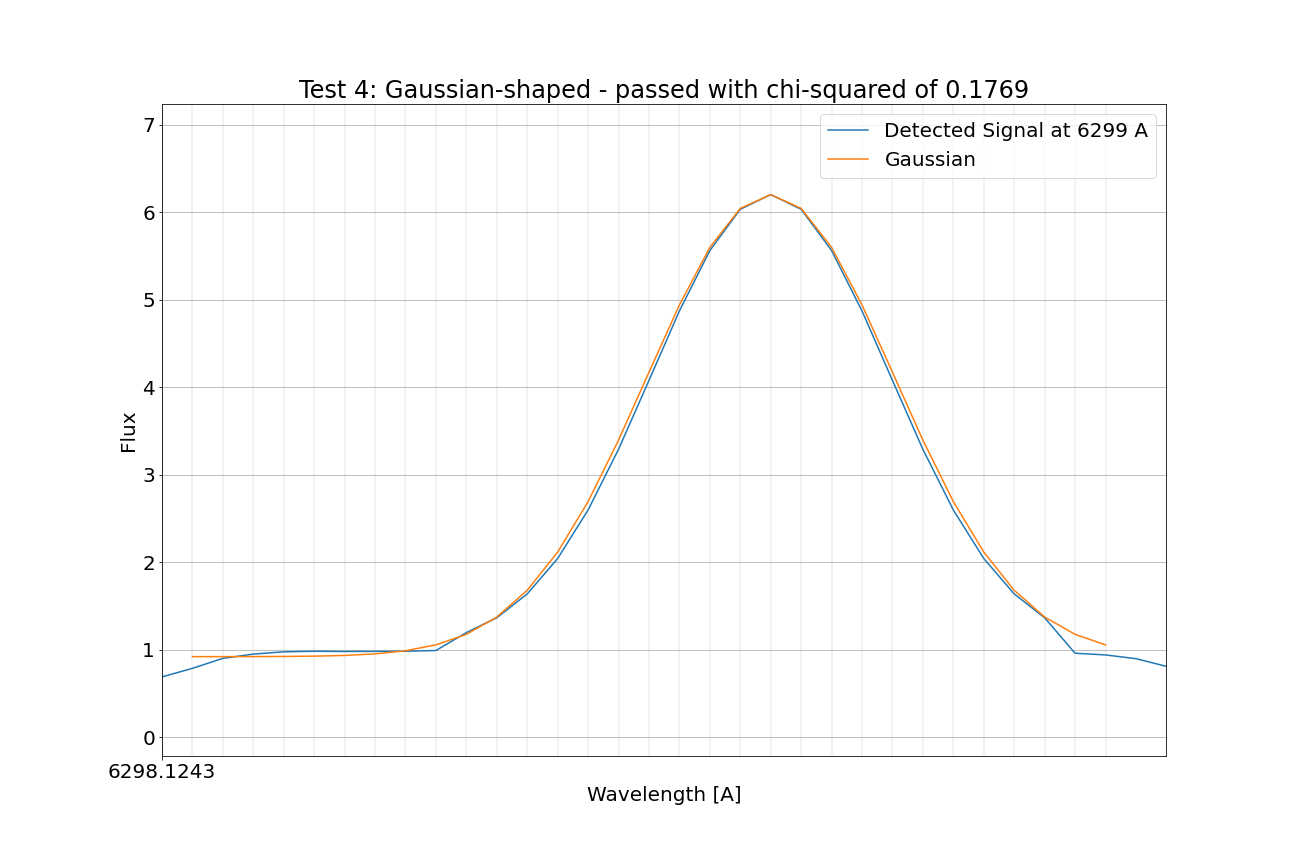 Test 4: Gaussian-shaped - passed with chi-squared of 0.1769
Detected Signal at 6299 A
Gaussian
7
6
5
4
3
2
1
0
Flux
6298.1243
Wavelength [A]